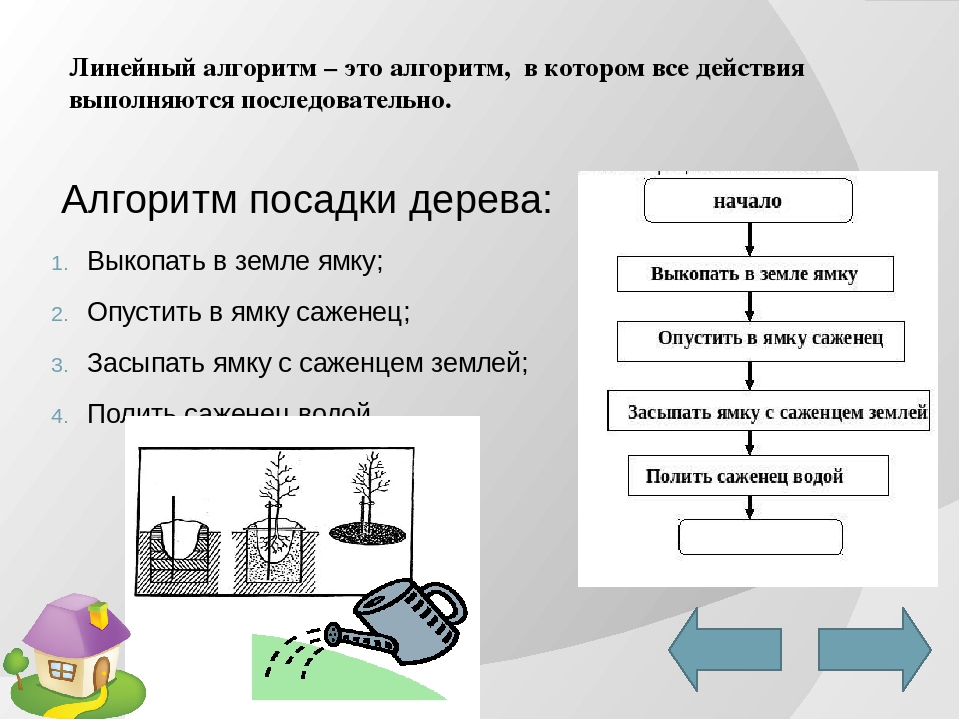 Линейный алгоритм – это алгоритм, в котором все действия
выполняются последовательно.
Алгоритм посадки дерева:
1. Выкопать в земле ямку;
2. Опустить в ямку саженец;
3. Засыпать ямку с саженцем землей;
4. Полить саженец водой
начало
Выкопать в земле ямку
Опустить в ямку саженец
Засыпать ямку с саженцем землей
Полить саженец водой